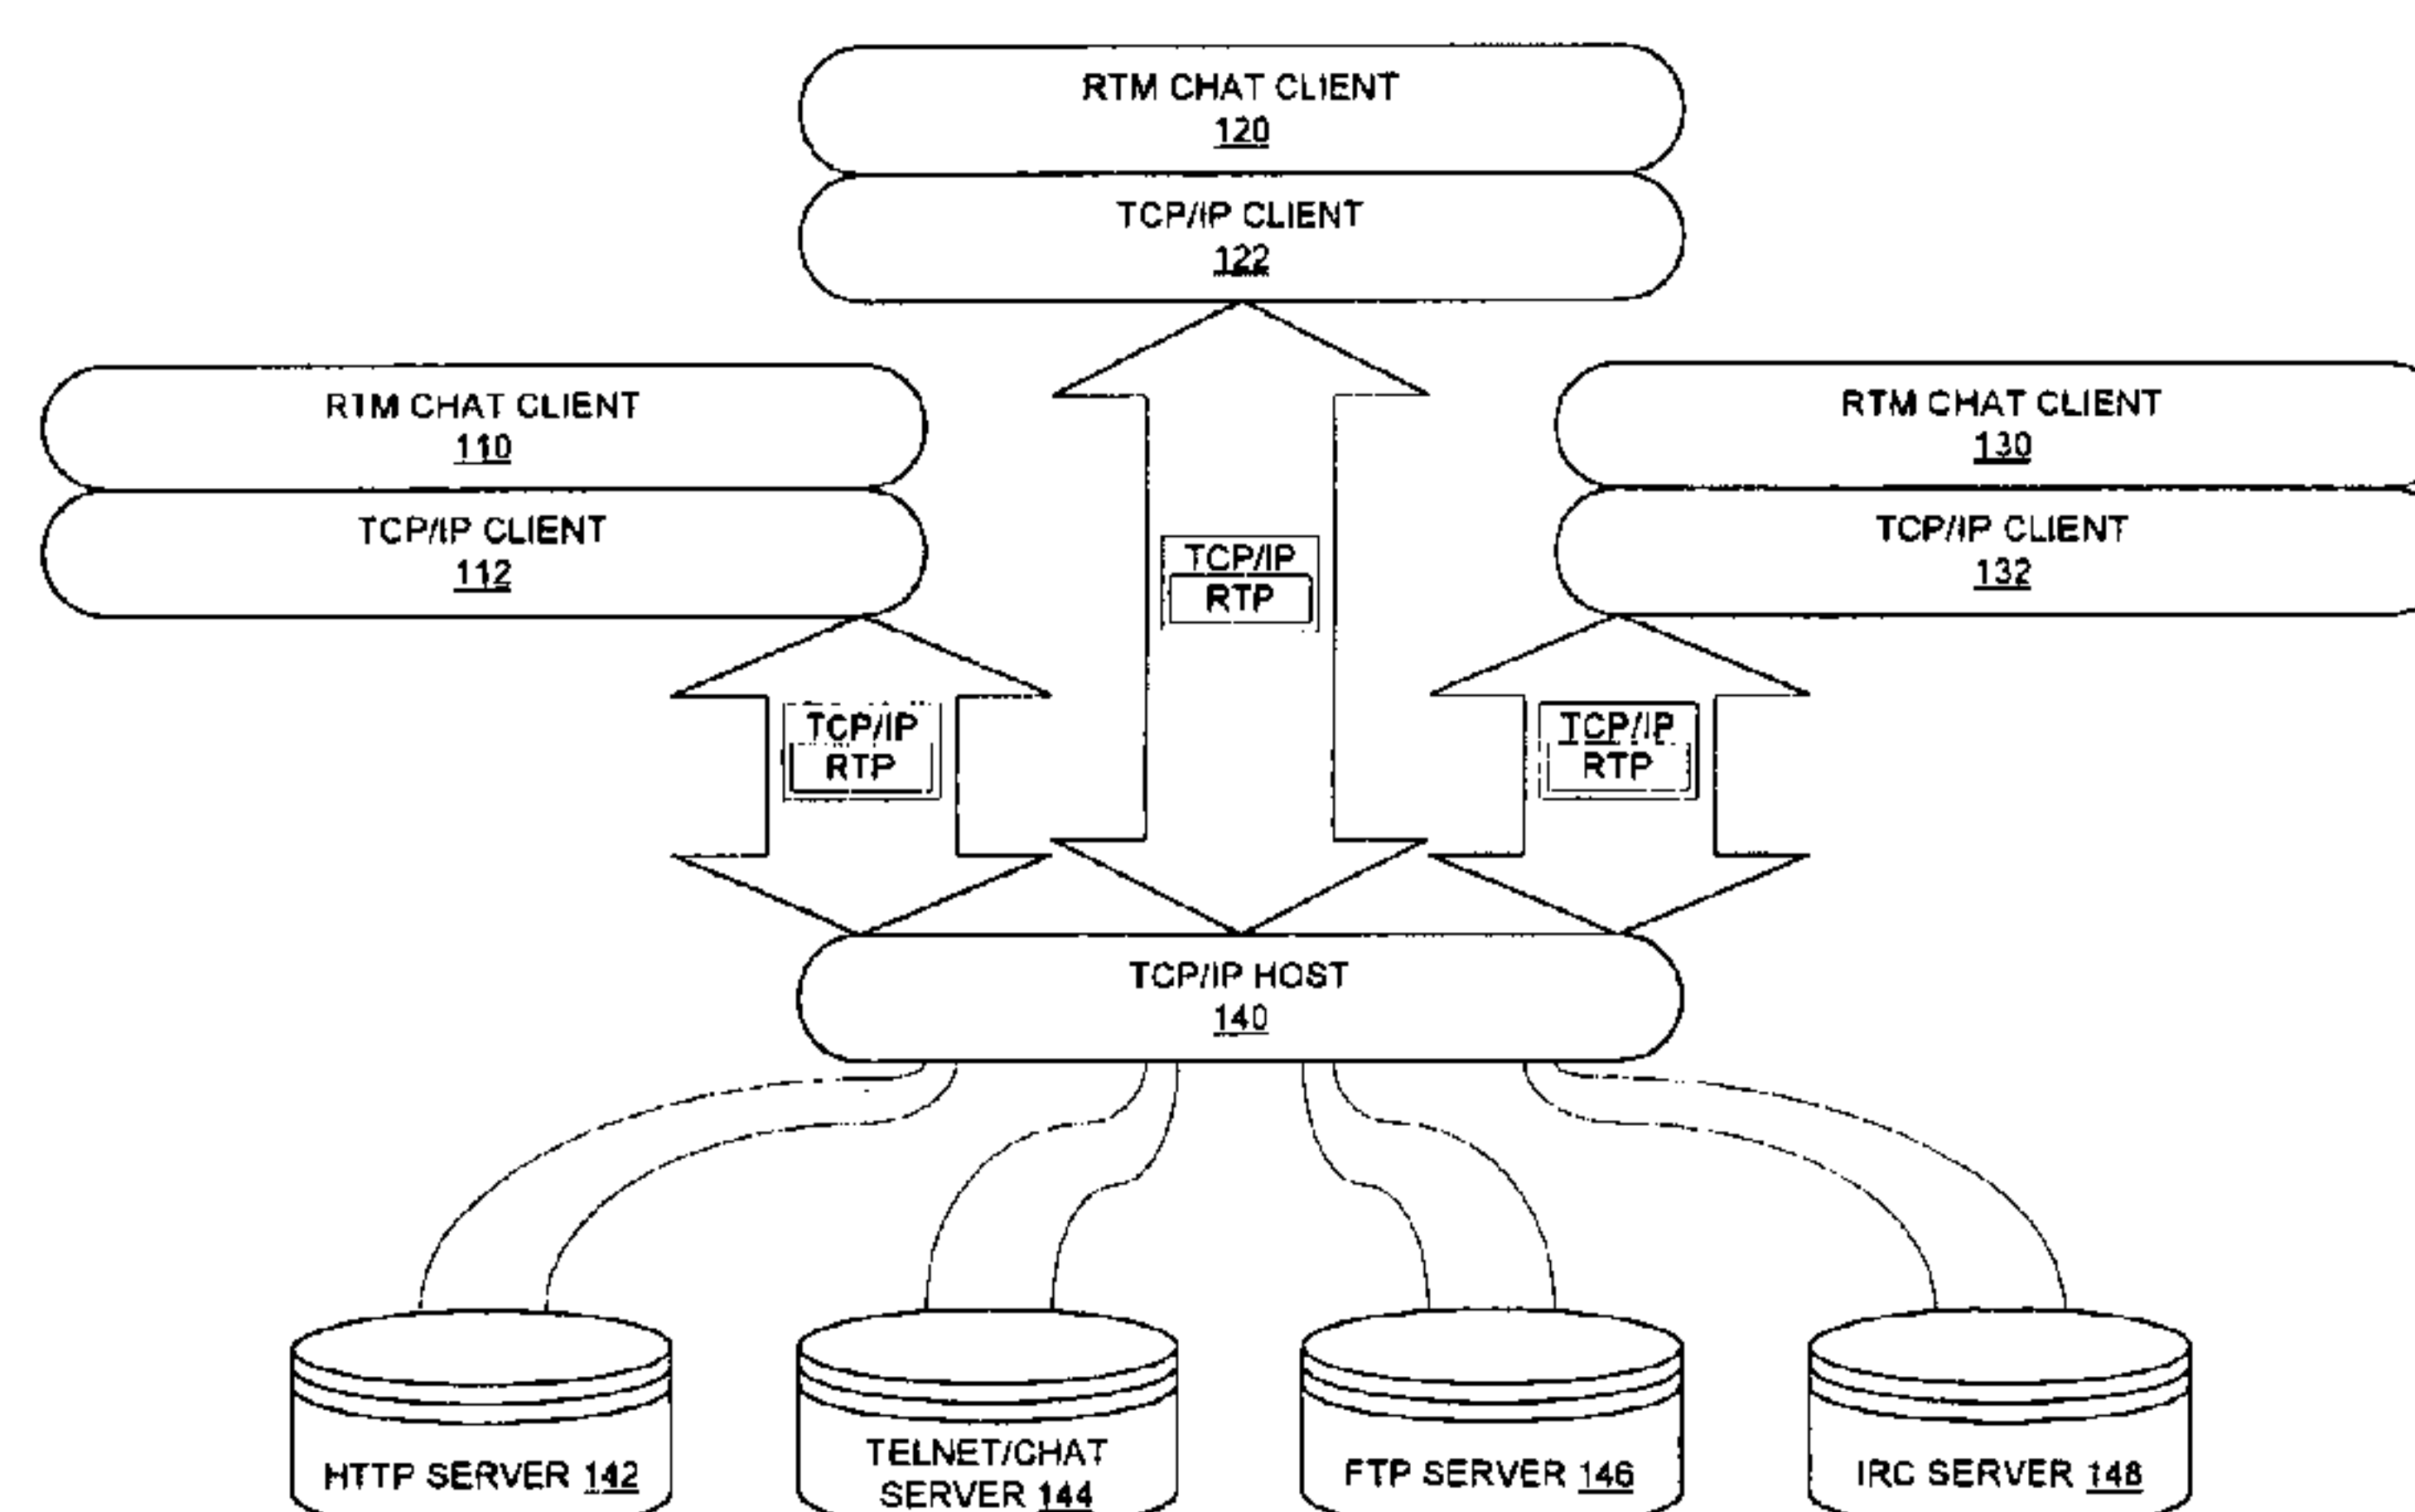 RTM CHAT CLIENT
120
TCP/IP CLIENT
122
RTM CHAT CLIENT
110
TCP/IP CLIENT
112
RTM CHAT CLIENT
130
TCP/IP CLIENT
132
TCP/IP
RTP
TCP/IP
RTP
TCP/IP
RTP
TCP/IP HOST
140
HTTP SERVER 142
TELNET/CHAT
SERVER 144
FTP SERVER 146
IRC SERVER 148